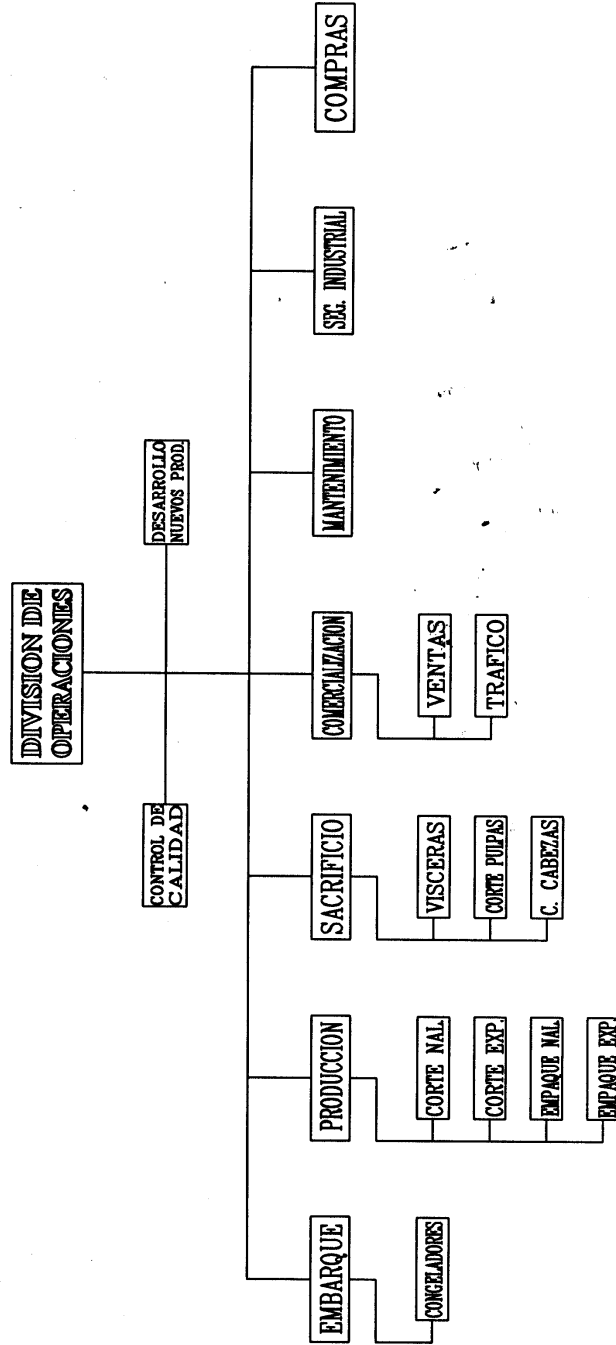 DIVISION DE
OPERACIONES
CONTROL DE
CALIDAD
DESARROLLO
NUEVOS PROD.
EMBARQUE
PRODUCCION
SACRIFICIO
COMERCIALIZACION
MANTENIMIENTO
SEG. INDUSTRIAL
COMPRAS
CONGELADORES
CORTE NAL.
CORTE EXP.
EMPAQUE NAL.
EMPAQUE EXP.
VISCERAS
CORTE PULPAS
C. CABEZAS
VENTAS
TRAFICO